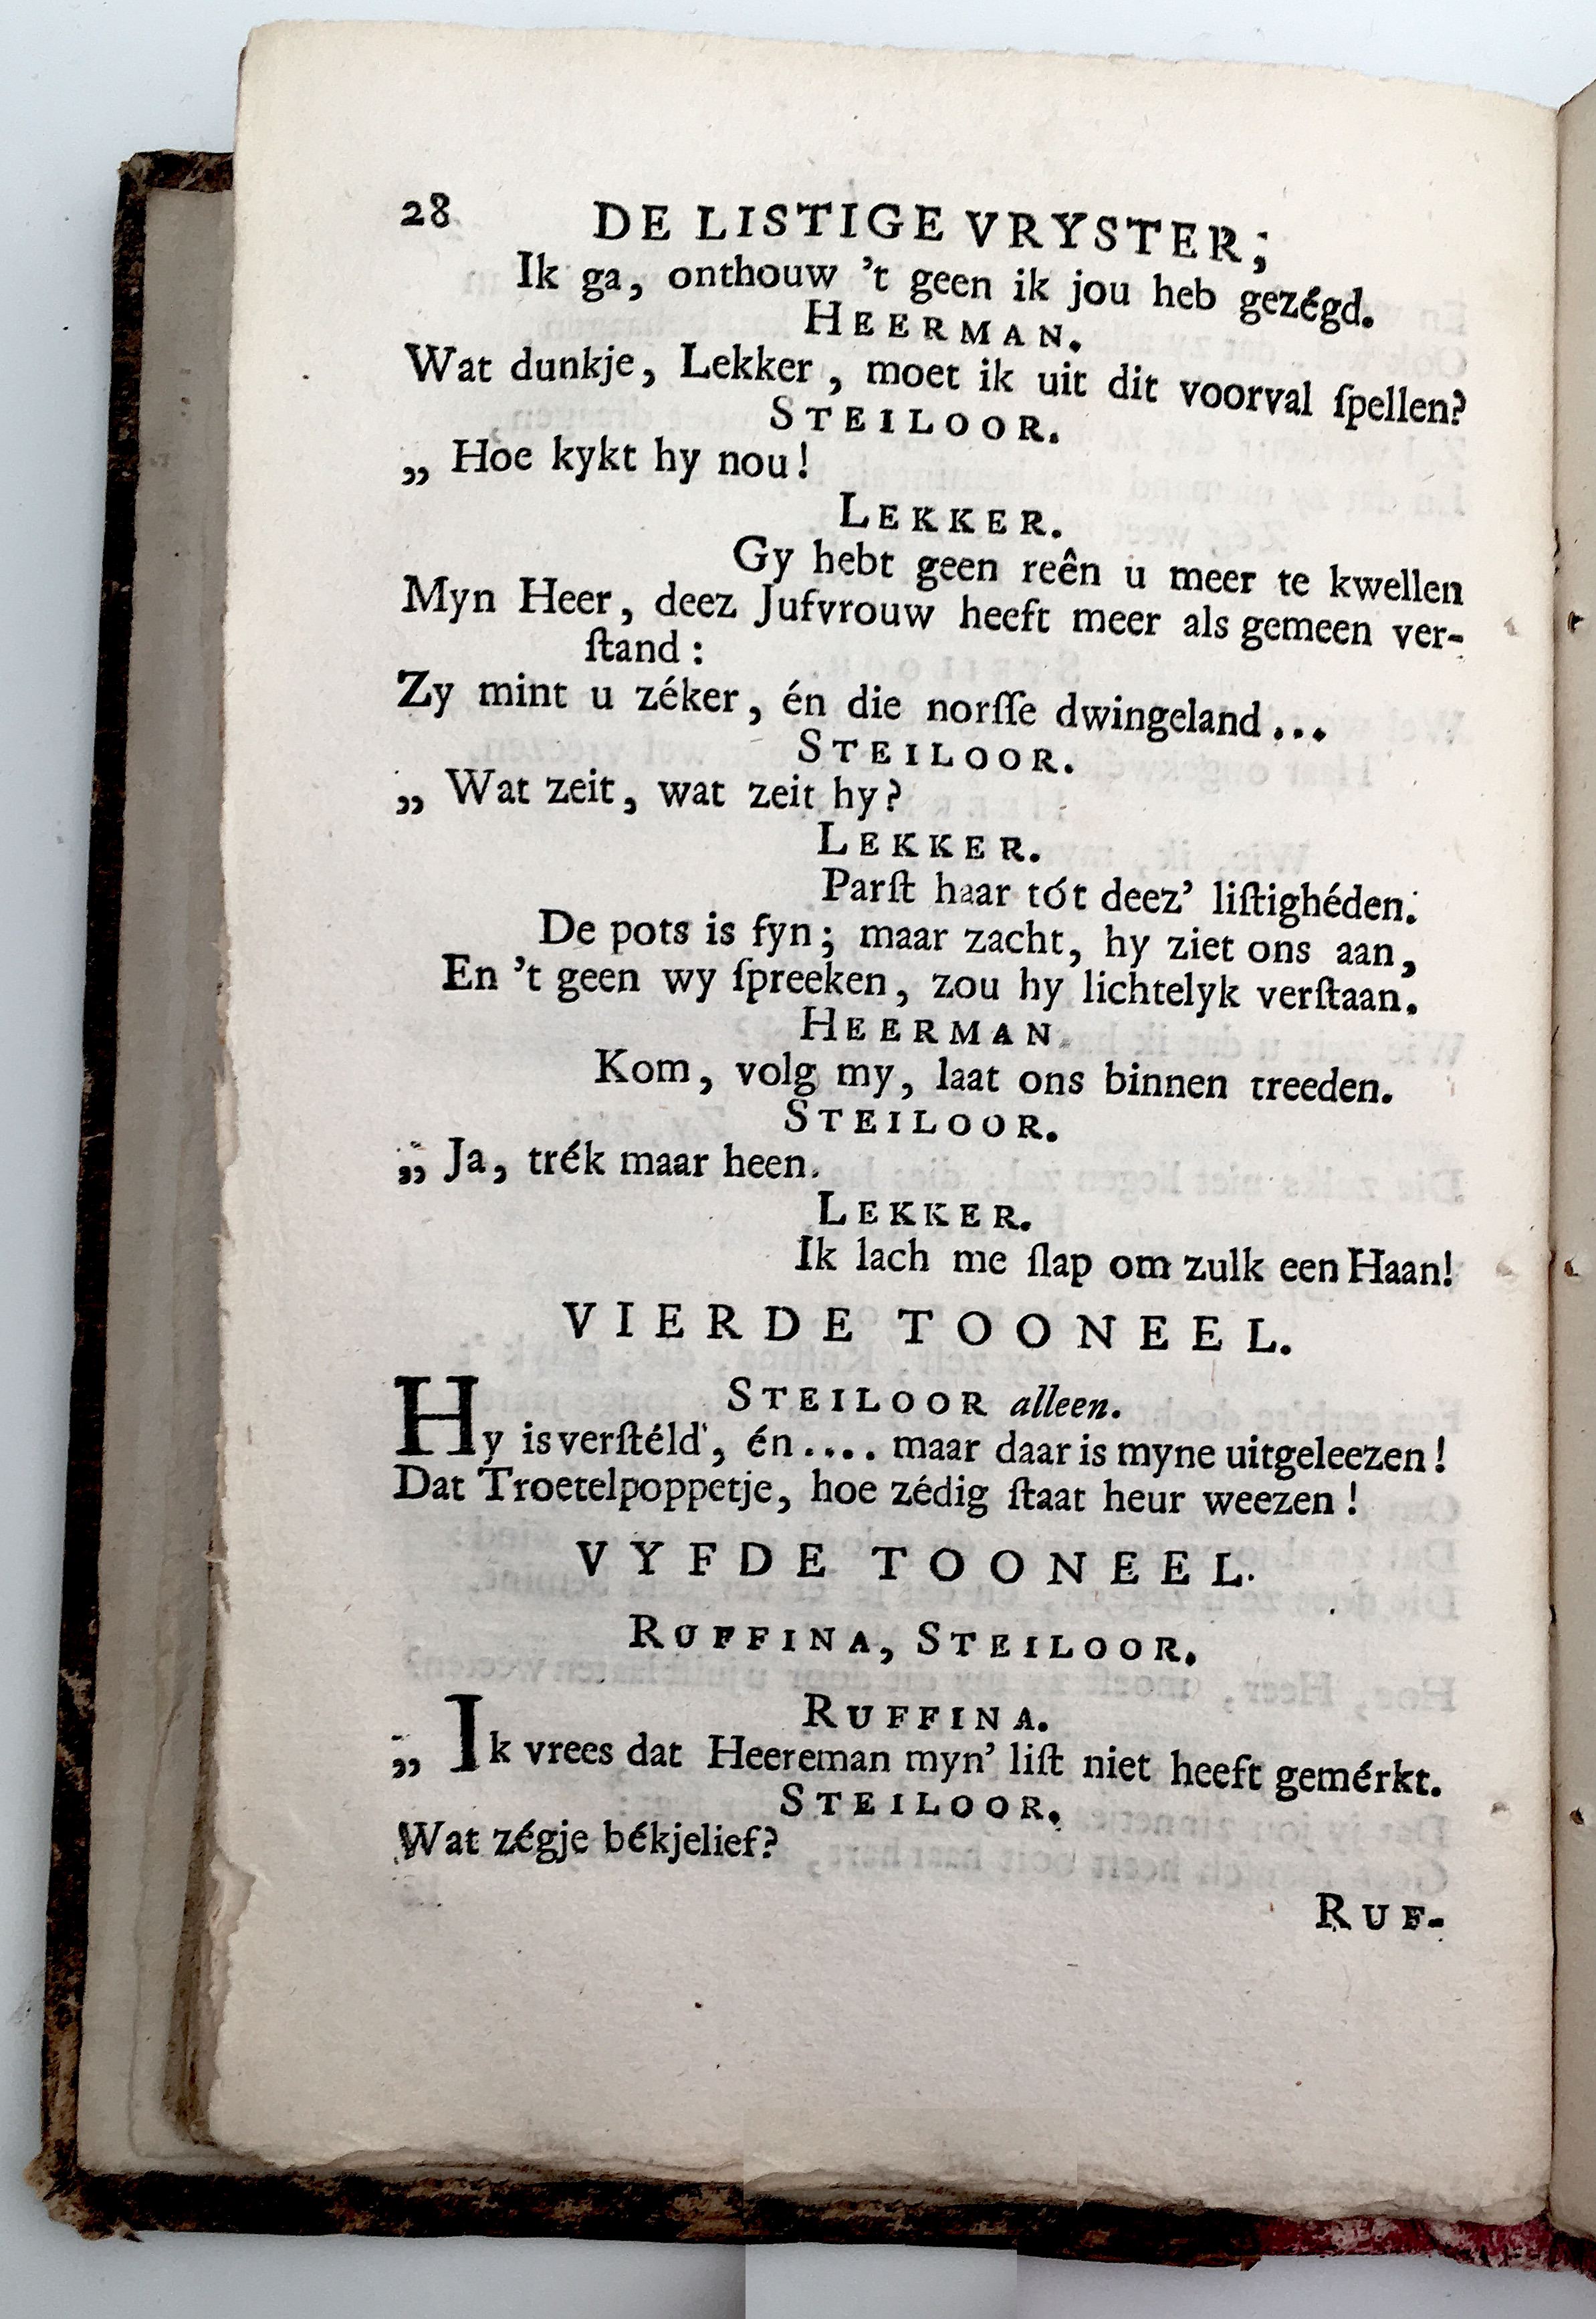 28 DE LISTIGE VRYSTER;
Ik ga, onthouw 't geen ik jou heb gezégd.
HEERMAN.
Wat dunkje, Lekker, moet ik uit dit voorval ſpellen?
STEILOOR.
„ Hoe kykt hy nou!
LEKKER.
Gy hebt geen reên u meer te kwellen
Myn Heer, deez Jufvrouw heeft meer als gemeen ver-
ſtand:
Zy mint u zéker, én die norſſe dwingeland...
STEILOOR.
„ Wat zeit, wat zeit hy?
LEKKER.
Parſt haar tót deez' liſtighéden.
De pots is fyn; maar zacht, hy ziet ons aan,
En 't geen wy ſpreeken, zou hy lichtelyk verſtaan.
HEERMAN.
Kom, volg my, laat ons binnen treeden.
STEILOOR.
„ Ja, trék maar heen.
LEKKER.
Ik lach me ſlap om zulk een Haan!
VIERDE TOONEEL.
STEILOOR alleen.
Hy is verſtéld, én.... maar daar is myne uitgeleezen!
Dat Troetelpoppetje, hoe zédig ſtaat heur weezen!
VYFDE TOONEEL.
RUFFINA, STEILOOR.
RUFFINA.
„ Ik vrees dat Heereman myn' liſt niet heeft gemérkt.
STEILOOR.
Wat zégje békjelief?
RUF-